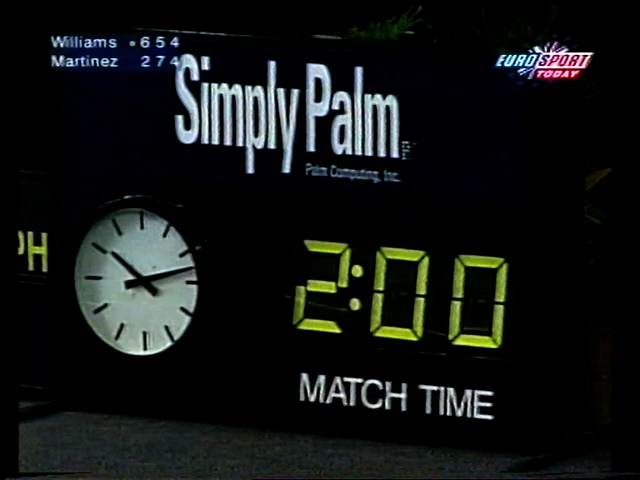 Williams • 6 5 4
Martinez 2 7 4
EUROSPORT
TODAY
Simply Palm
Palm Computing, Inc.
PH
2:00
MATCH TIME